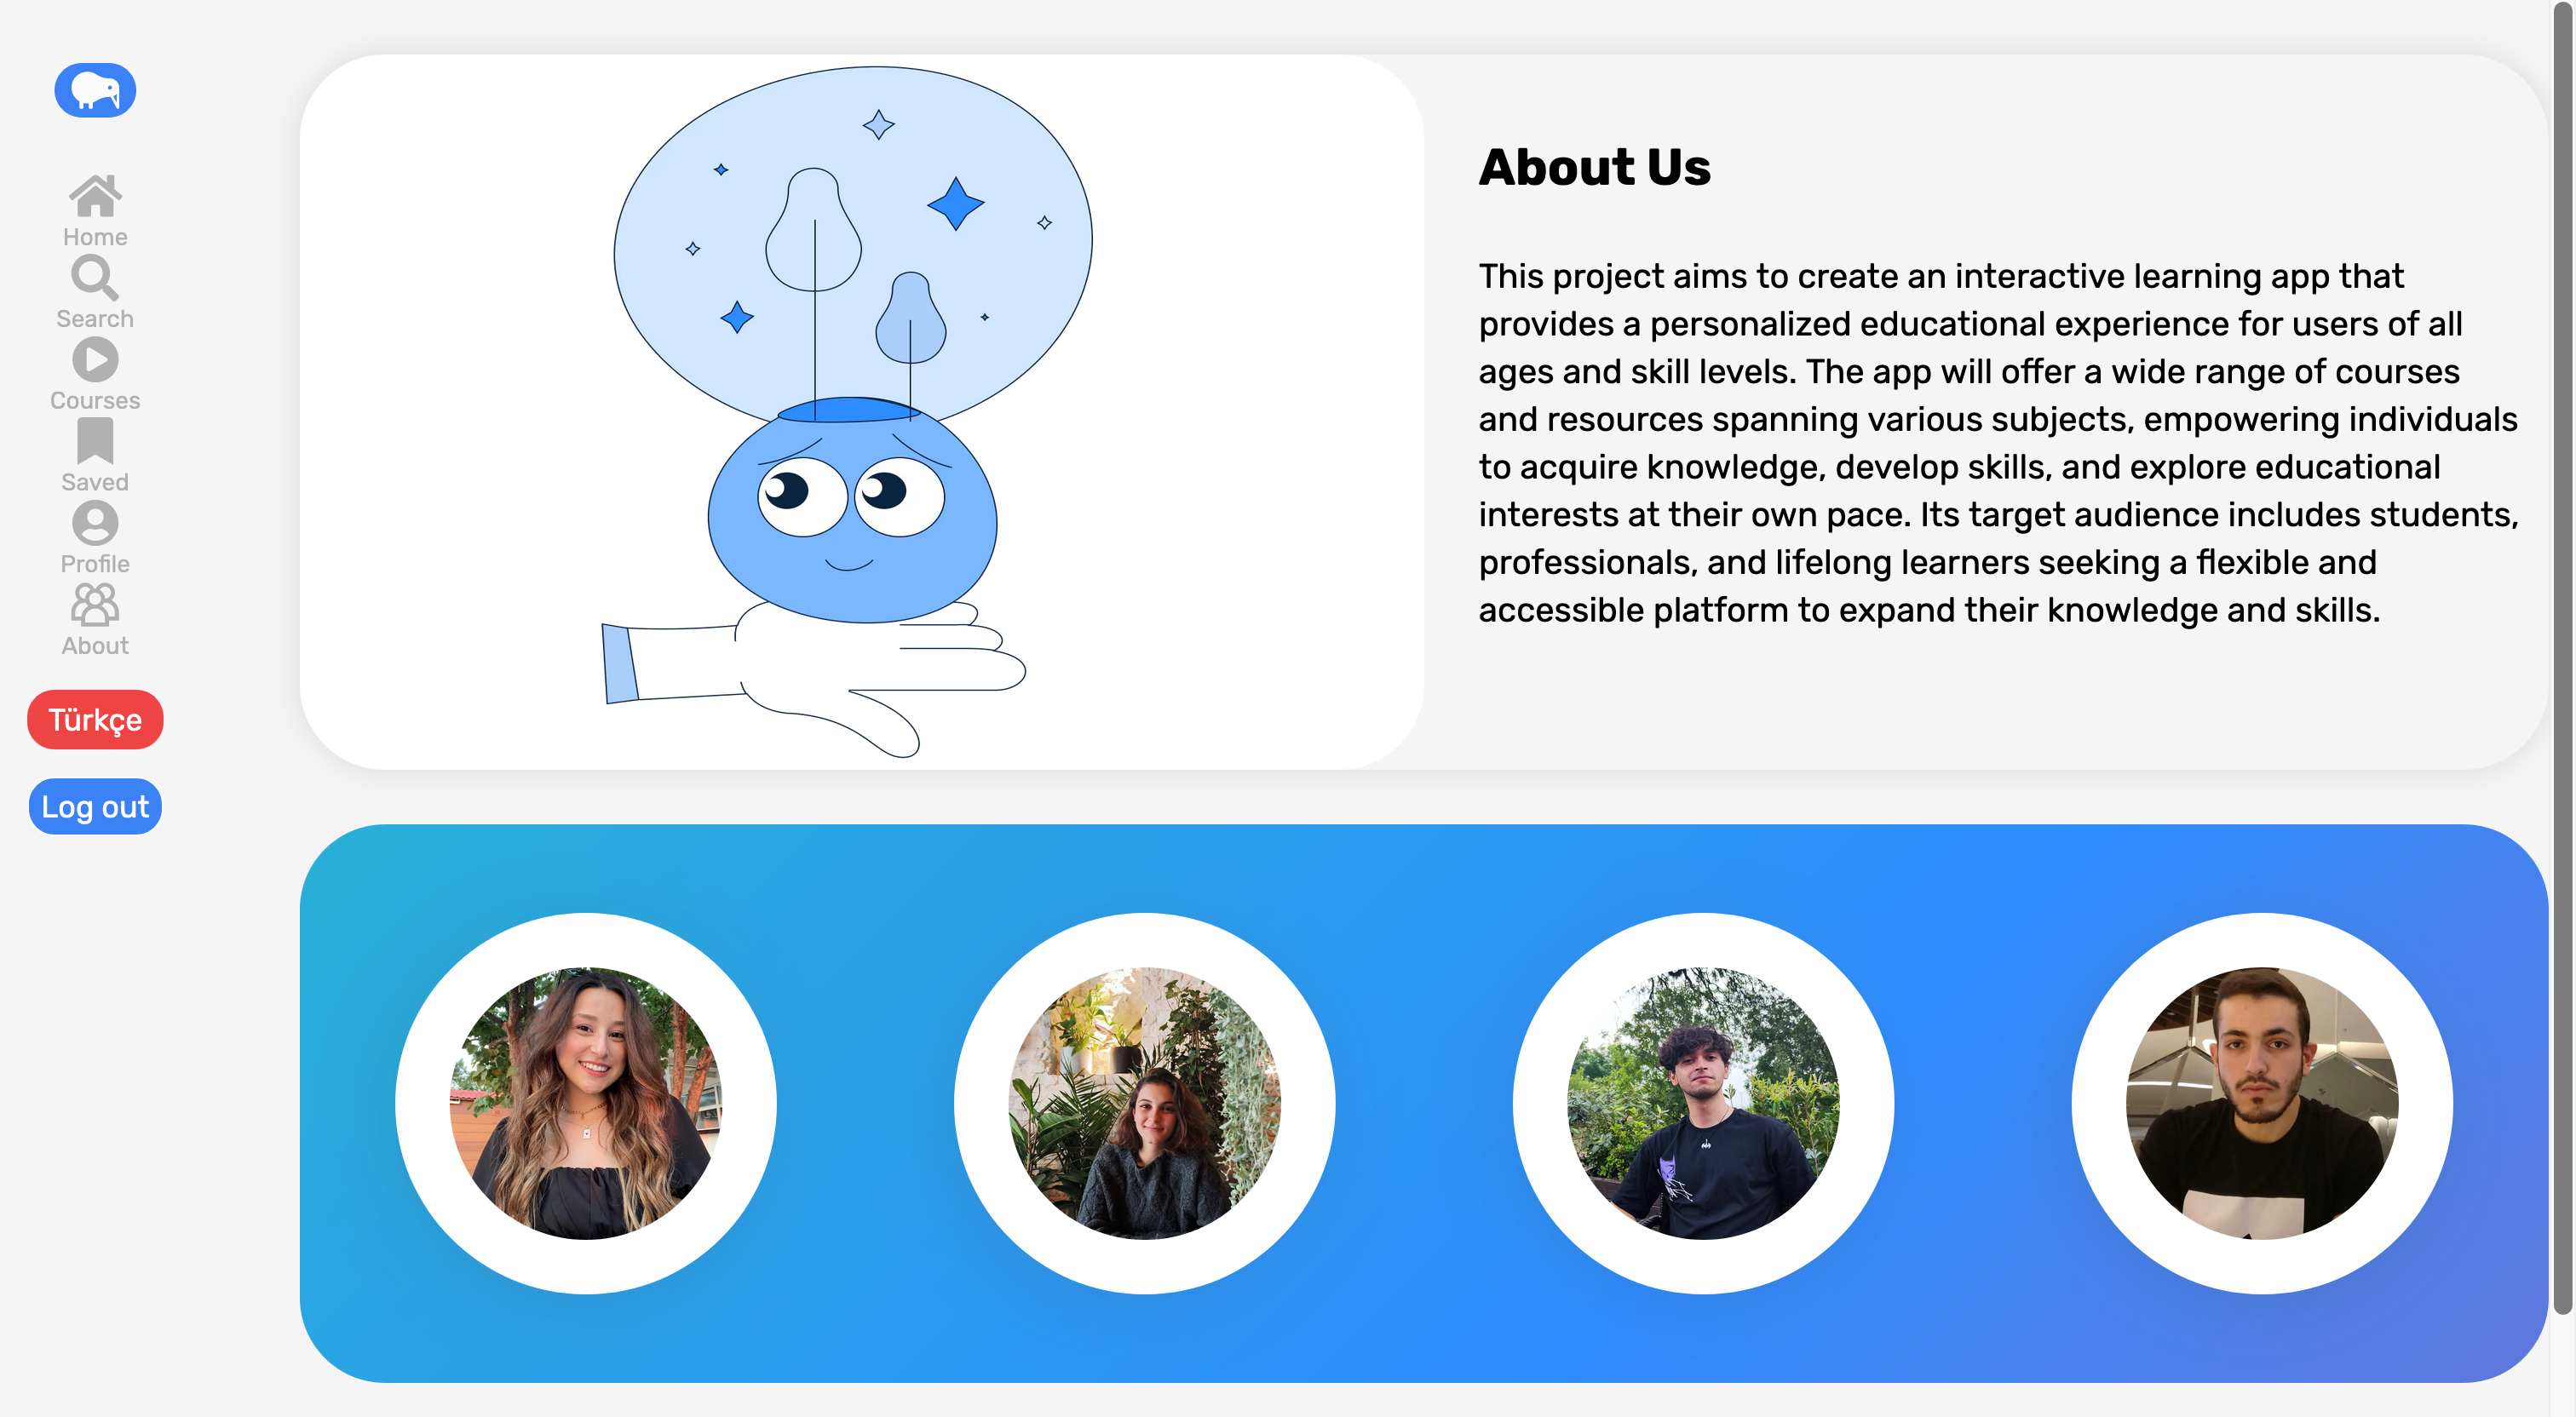 Home
Search
Courses
Saved
Profile
About
Türkçe
Log out
About Us
This project aims to create an interactive learning app that
provides a personalized educational experience for users of all
ages and skill levels. The app will offer a wide range of courses
and resources spanning various subjects, empowering individuals
to acquire knowledge, develop skills, and explore educational
interests at their own pace. Its target audience includes students,
professionals, and lifelong learners seeking a flexible and
accessible platform to expand their knowledge and skills.